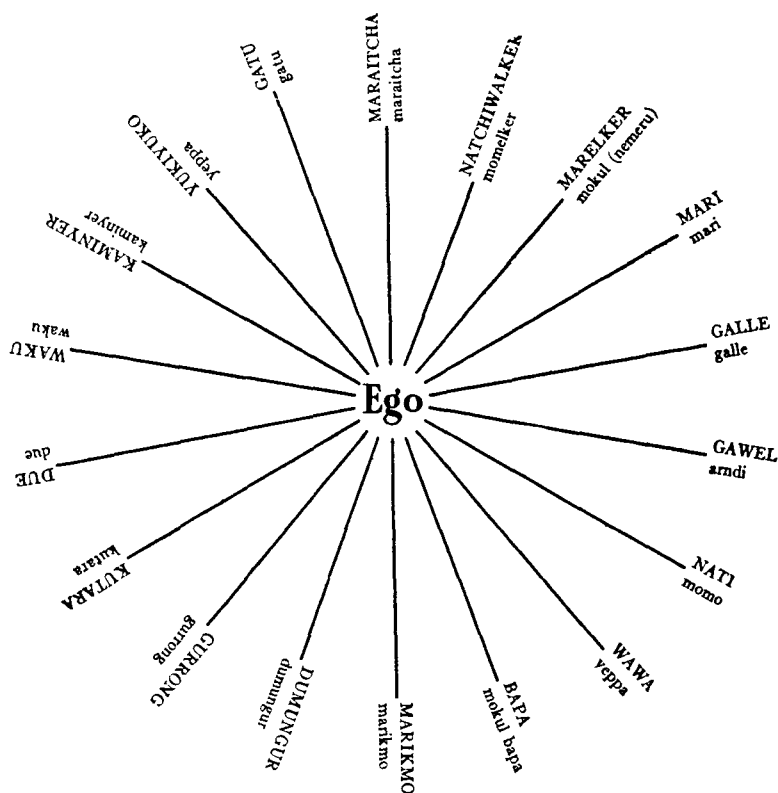 MARAITCHA
maraitcha
NATCHIWALKER
momelker
MARELKER
mokul (nemeru)
MARI
mari
GALLE
galle
GAWEL
arndi
NATI
momo
WAWA
yeppa
BAPA
mokul bapa
MARIKMO
marikmo
DUMUNGUR
dumungur
GURRONG
gurrong
KUTARA
kutara
DUE
due
WAKU
waku
KAMINYER
kaminyer
YUKIYUKO
yeppa
GATU
gatu
Ego